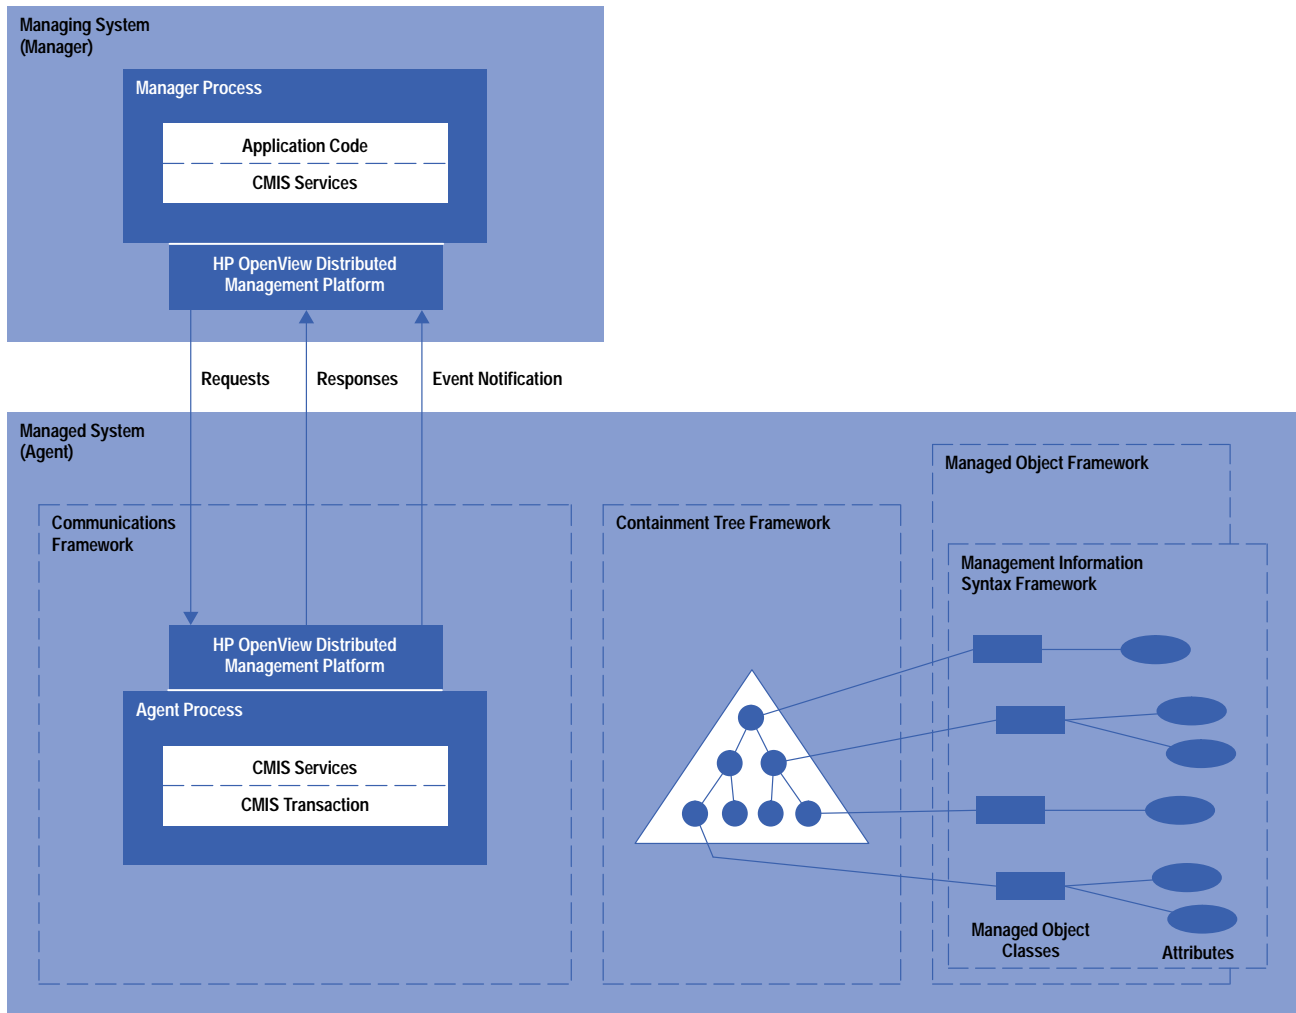 Managing System
(Manager)
Manager Process
Application Code
CMIS Services
HP OpenView Distributed
Management Platform
Requests
Responses
Event Notification
Managed System
(Agent)
Communications
Framework
HP OpenView Distributed
Management Platform
Agent Process
CMIS Services
CMIS Transaction
Containment Tree Framework
Managed Object Framework
Management Information
Syntax Framework
Managed Object
Classes
Attributes